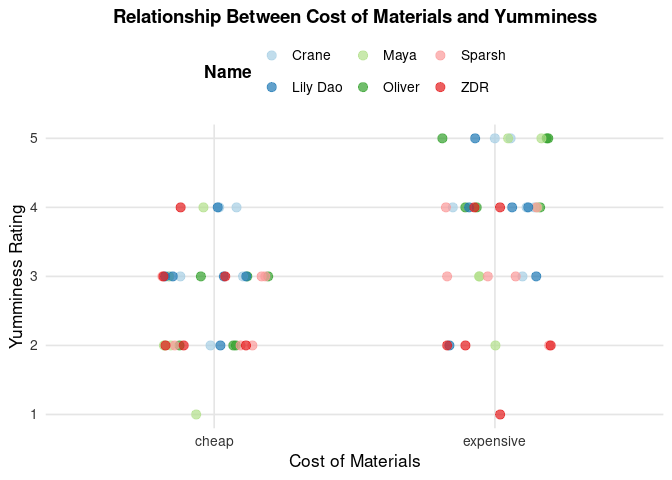 Relationship Between Cost of Materials and Yumminess
Name
Crane Maya Sparsh
Lily Dao Oliver ZDR
Yumminess Rating
5
4
3
2
1
cheap expensive
Cost of Materials